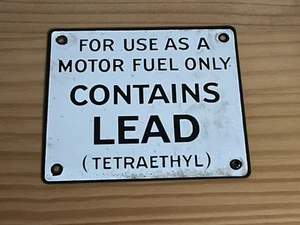 FOR USE AS A
MOTOR FUEL ONLY
CONTAINS
LEAD
(TETRAETHYL)